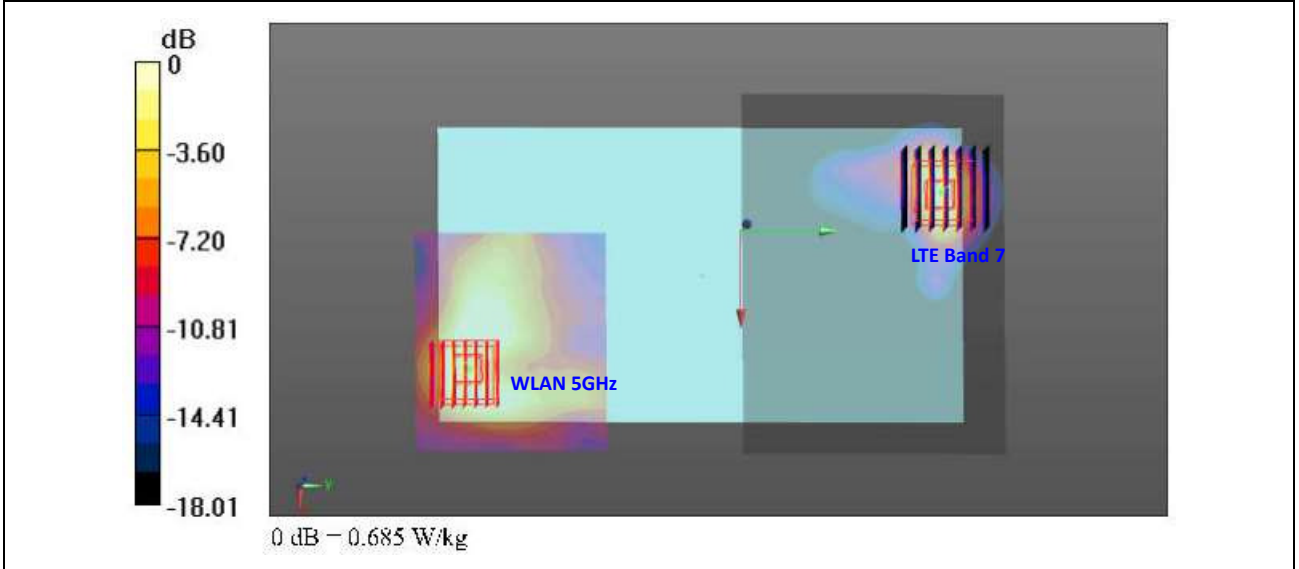 dB
0
-3.60
-7.20
-10.81
-14.41
-18.01
LTE Band 7
WLAN 5GHz
Y
0 dB = 0.685 W/kg